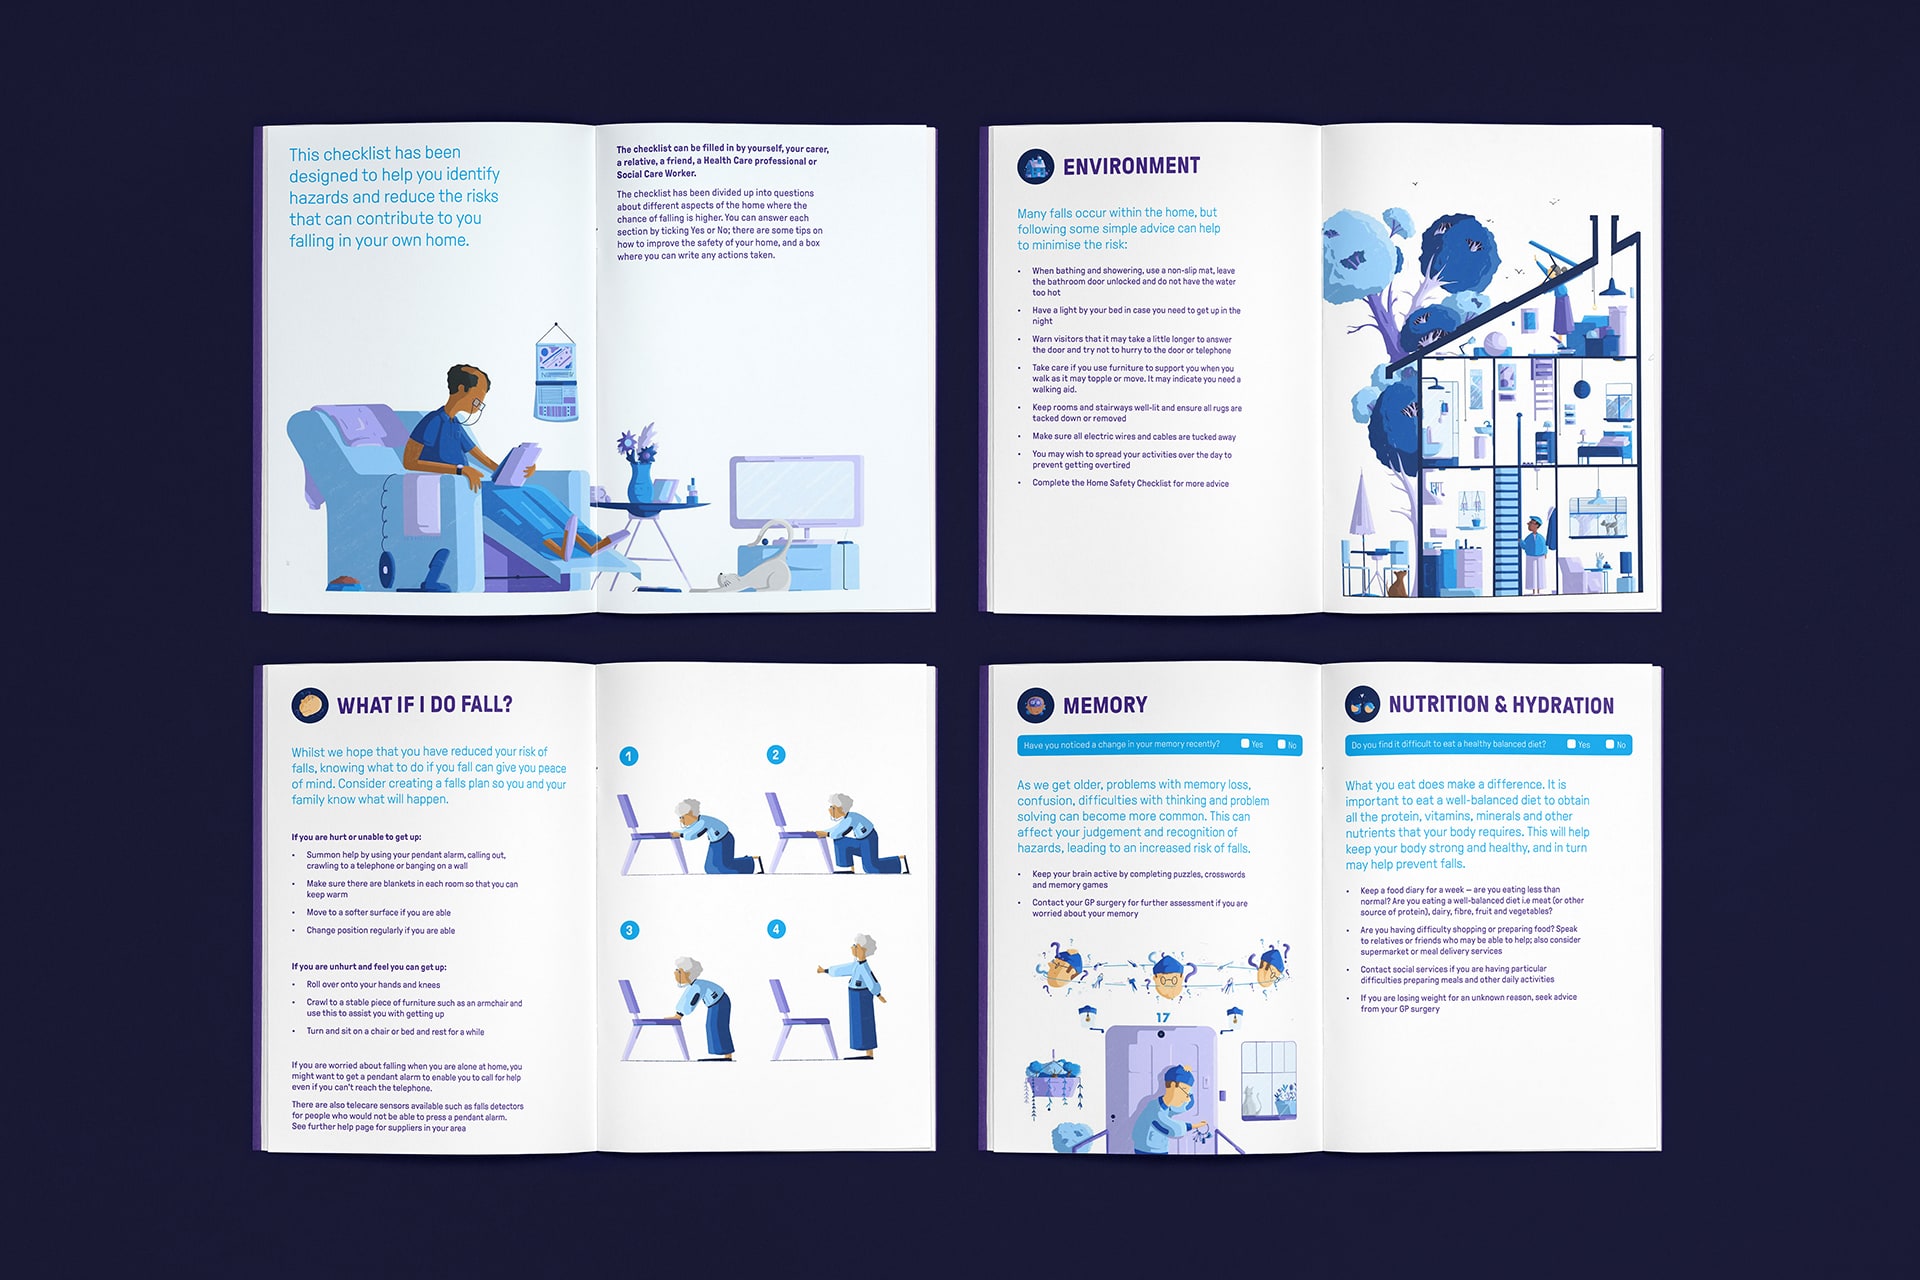 This checklist has been
designed to help you identify
hazards and reduce the risks
that can contribute to you
falling in your own home.
The checklist can be filled in by yourself, your carer,
a relative, a friend, a Health Care professional or
Social Care Worker.
The checklist has been divided up into questions
about different aspects of the home where the
chance of falling is higher. You can answer each
section by ticking Yes or No; there are some tips on
how to improve the safety of your home, and a box
where you can write any actions taken.
ENVIRONMENT
Many falls occur within the home, but
following some simple advice can help
to minimise the risk:
• When bathing and showering, use a non-slip mat, leave
the bathroom door unlocked and do not have the water
too hot
• Have a light by your bed in case you need to get up in the
night
• Warn visitors that it may take a little longer to answer
the door and try not to hurry to the door or telephone
• Take care if you use furniture to support you when you
walk as it may topple or move. It may indicate you need a
walking aid.
• Keep rooms and stairways well-lit and ensure all rugs are
tacked down or removed
• Make sure all electric wires and cables are tucked away
• You may wish to spread your activities over the day to
prevent getting overtired
• Complete the Home Safety Checklist for more advice
WHAT IF I DO FALL?
Whilst we hope that you have reduced your risk of
falls, knowing what to do if you fall can give you peace
of mind. Consider creating a falls plan so you and your
family know what will happen.
If you are hurt or unable to get up:
• Summon help by using your pendant alarm, calling out,
crawling to a telephone or banging on a wall
• Make sure there are blankets in each room so that you can
keep warm
• Move to a softer surface if you are able
• Change position regularly if you are able
If you are unhurt and feel you can get up:
• Roll over onto your hands and knees
• Crawl to a stable piece of furniture such as an armchair and
use this to assist you with getting up
• Turn and sit on a chair or bed and rest for a while
If you are worried about falling when you are alone at home, you
might want to get a pendant alarm to enable you to call for help
even if you can't reach the telephone.
There are also telecare sensors available such as falls detectors
for people who would not be able to press a pendant alarm.
See further help page for suppliers in your area
1
2
3
4
MEMORY
Have you noticed a change in your memory recently? Yes No
As we get older, problems with memory loss,
confusion, difficulties with thinking and problem
solving can become more common. This can
affect your judgement and recognition of
hazards, leading to an increased risk of falls.
• Keep your brain active by completing puzzles, crosswords
and memory games
• Contact your GP surgery for further assessment if you are
worried about your memory
17
NUTRITION & HYDRATION
Do you find it difficult to eat a healthy balanced diet? Yes No
What you eat does make a difference. It is
important to eat a well-balanced diet to obtain
all the protein, vitamins, minerals and other
nutrients that your body requires. This will help
keep your body strong and healthy, and in turn
may help prevent falls.
• Keep a food diary for a week – are you eating less than
normal? Are you eating a well-balanced diet i.e meat (or other
source of protein), dairy, fibre, fruit and vegetables?
• Are you having difficulty shopping or preparing food? Speak
to relatives or friends who may be able to help; also consider
supermarket or meal delivery services
• Contact social services if you are having particular
difficulties preparing meals and other daily activities
• If you are losing weight for an unknown reason, seek advice
from your GP surgery